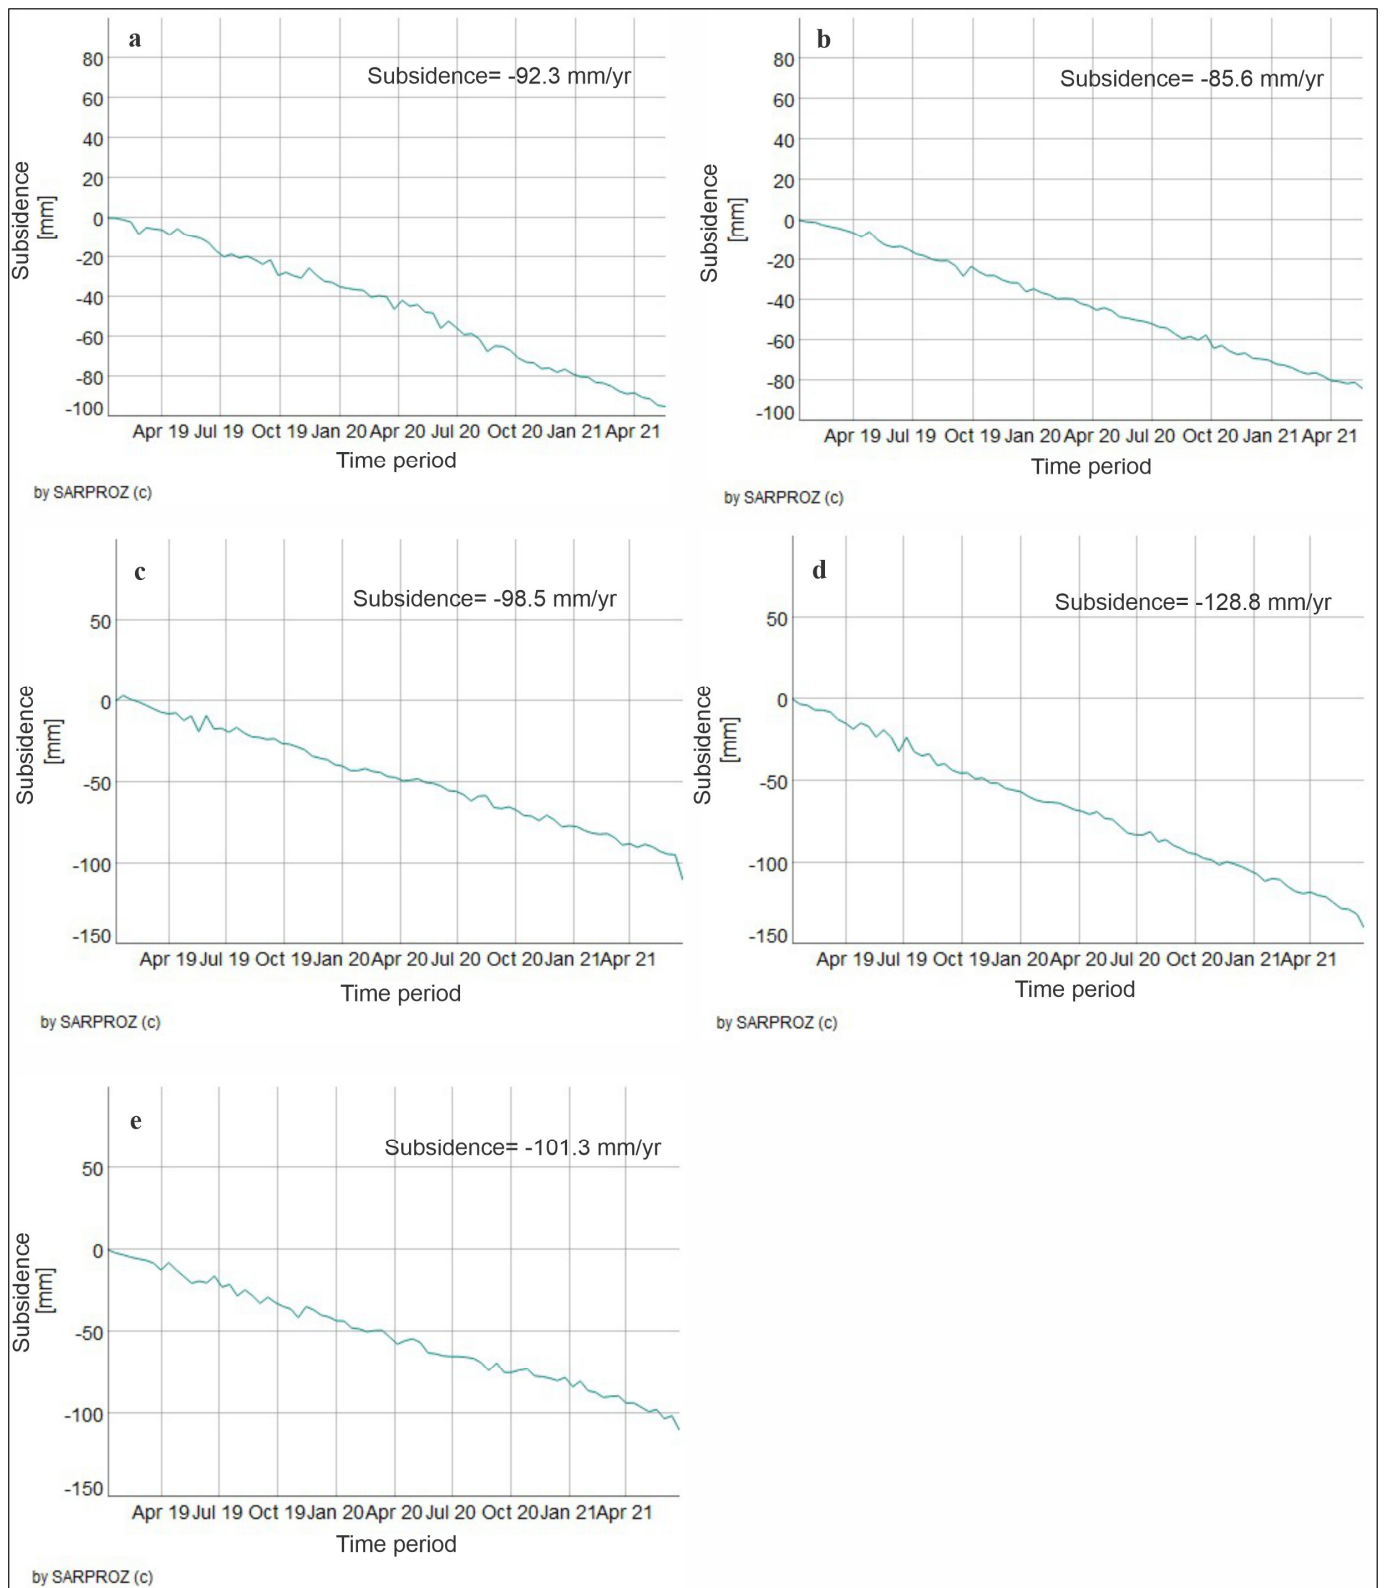 a
Subsidence= -92.3 mm/yr
80
60
40
20
0
-20
-40
-60
-80
-100
Subsidence
[mm]
Apr 19 Jul 19 Oct 19 Jan 20 Apr 20 Jul 20 Oct 20 Jan 21 Apr 21
Time period
by SARPROZ (c)
b
Subsidence= -85.6 mm/yr
80
60
40
20
0
-20
-40
-60
-80
-100
Subsidence
[mm]
Apr 19 Jul 19 Oct 19 Jan 20 Apr 20 Jul 20 Oct 20 Jan 21 Apr 21
Time period
by SARPROZ (c)
c
Subsidence= -98.5 mm/yr
50
0
-50
-100
-150
Subsidence
[mm]
Apr 19 Jul 19 Oct 19 Jan 20 Apr 20 Jul 20 Oct 20 Jan 21 Apr 21
Time period
by SARPROZ (c)
d
Subsidence= -128.8 mm/yr
50
0
-50
-100
-150
Subsidence
[mm]
Apr 19 Jul 19 Oct 19 Jan 20 Apr 20 Jul 20 Oct 20 Jan 21 Apr 21
Time period
by SARPROZ (c)
e
Subsidence= -101.3 mm/yr
50
0
-50
-100
-150
Subsidence
[mm]
Apr 19 Jul 19 Oct 19 Jan 20 Apr 20 Jul 20 Oct 20 Jan 21 Apr 21
Time period
by SARPROZ (c)